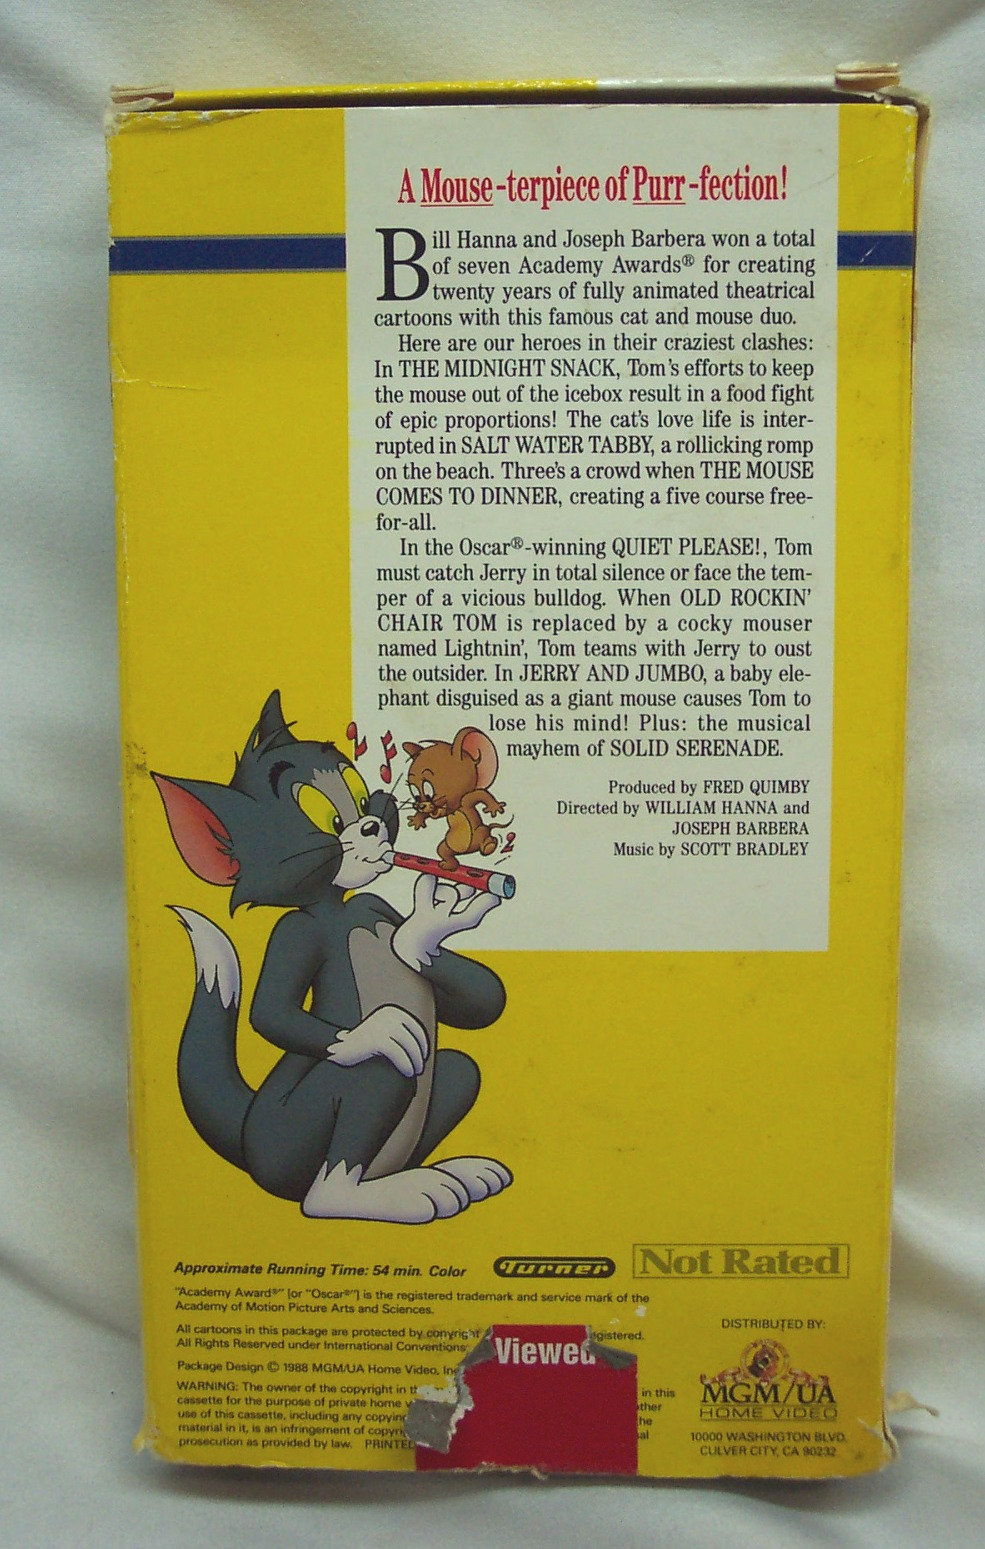 A Mouse-terpiece of Purr-fection!
Bill Hanna and Joseph Barbera won a total
of seven Academy Awards® for creating
twenty years of fully animated theatrical
cartoons with this famous cat and mouse duo.
Here are our heroes in their craziest clashes:
In THE MIDNIGHT SNACK, Tom's efforts to keep
the mouse out of the icebox result in a food fight
of epic proportions! The cat's love life is inter-
rupted in SALT WATER TABBY, a rollicking romp
on the beach. Three's a crowd when THE MOUSE
COMES TO DINNER, creating a five course free-
for-all.
In the Oscar®-winning QUIET PLEASE!, Tom
must catch Jerry in total silence or face the tem-
per of a vicious bulldog. When OLD ROCKIN'
CHAIR TOM is replaced by a cocky mouser
named Lightnin', Tom teams with Jerry to oust
the outsider. In JERRY AND JUMBO, a baby ele-
phant disguised as a giant mouse causes Tom to
lose his mind! Plus: the musical
mayhem of SOLID SERENADE.
Produced by FRED QUIMBY
Directed by WILLIAM HANNA and
JOSEPH BARBERA
Music by SCOTT BRADLEY
Approximate Running Time: 54 min. Color
Turner
Not Rated
"Academy Award®" [or "Oscar®"] is the registered trademark and service mark of the
Academy of Motion Picture Arts and Sciences.
All cartoons in this package are protected by copyright registered.
All Rights Reserved under International Conventions
Package Design © 1988 MGM/UA Home Video, Inc
WARNING: The owner of the copyright in in this
cassette for the purpose of private home
use of this cassette, including any copying
material in it, is an infringement of
prosecution as provided by law. PRINTED
Viewed
DISTRIBUTED BY:
MGM/UA
HOME VIDEO
10000 WASHINGTON BLVD.
CULVER CITY, CA 90232